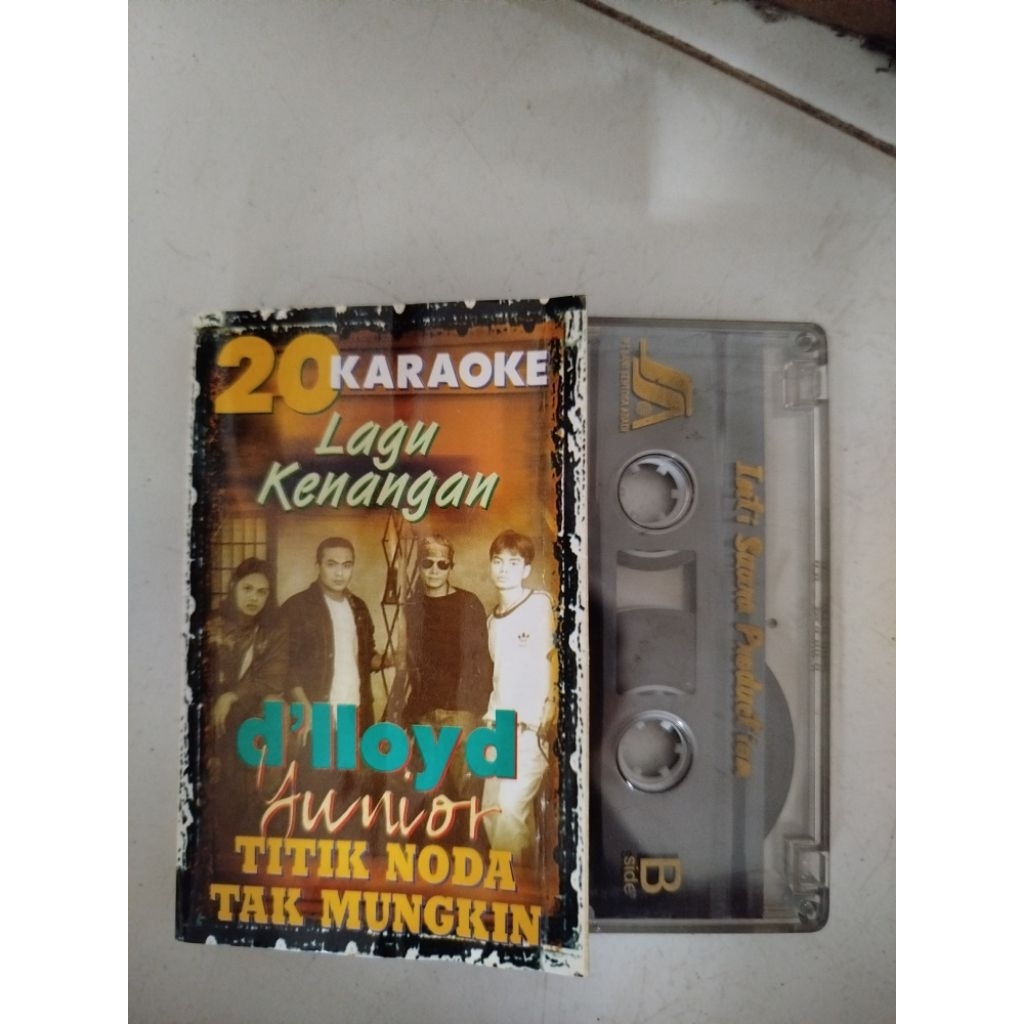 20 KARAOKE
Lagu
Kenangan
d'lloyd
Junior
TITIK NODA
TAK MUNGKIN
Inti Suara Production
B
side